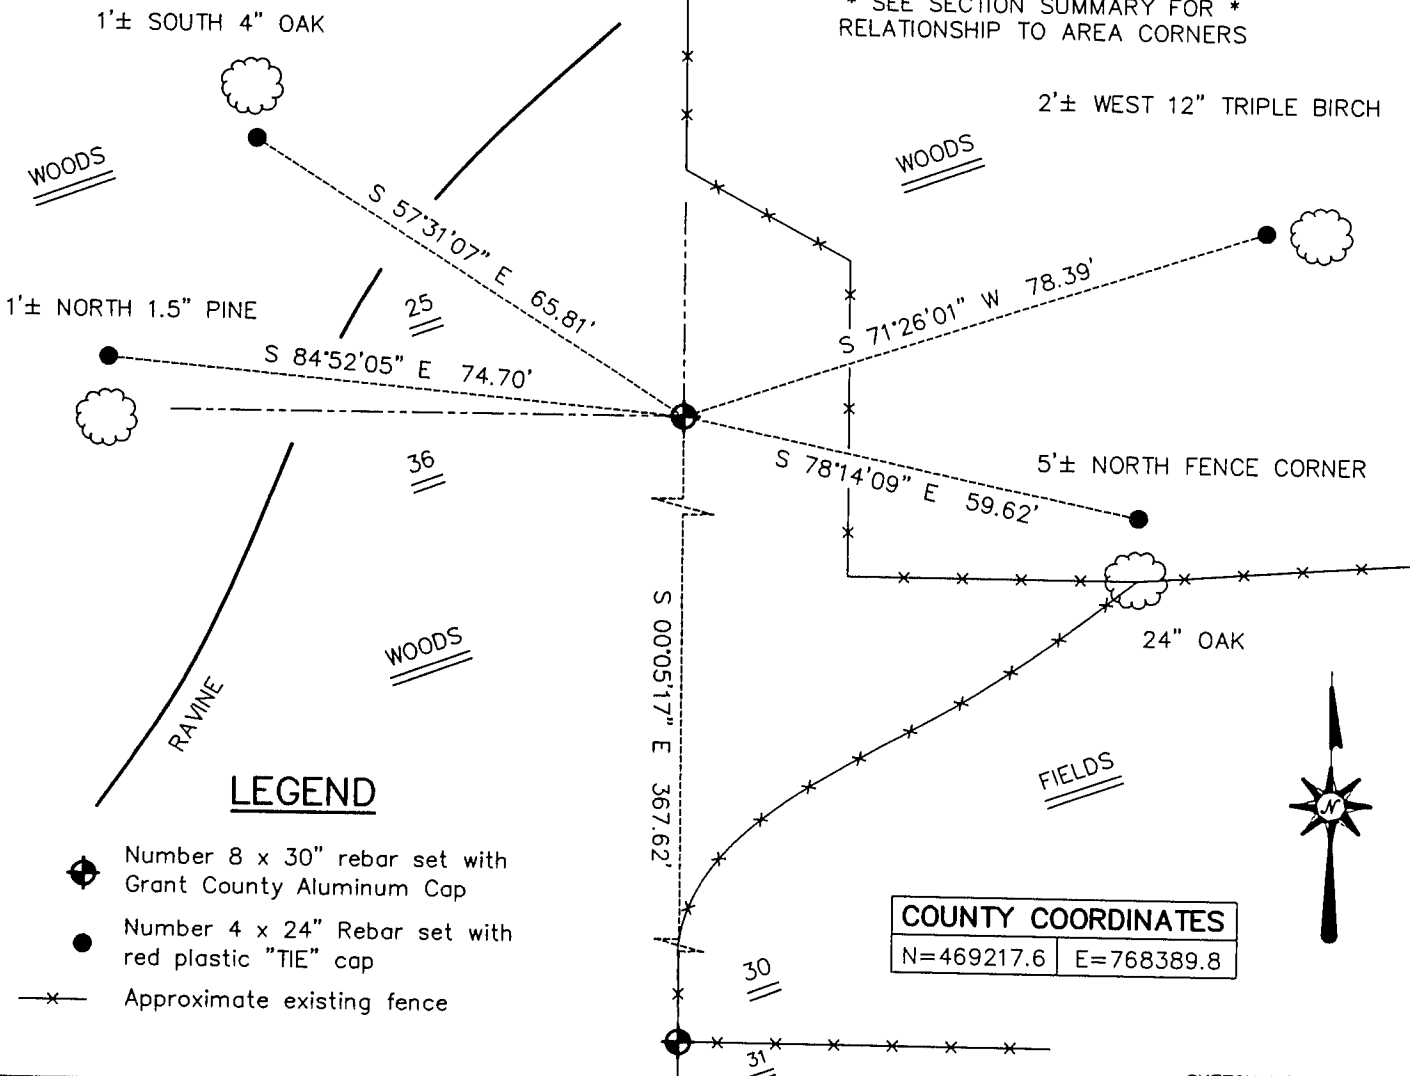 1'± SOUTH 4" OAK
* SEE SECTION SUMMARY FOR *
RELATIONSHIP TO AREA CORNERS
2'± WEST 12" TRIPLE BIRCH
WOODS
WOODS
S 57°31'07" E 65.81'
S 71°26'01" W 78.39'
1'± NORTH 1.5" PINE
25
S 84°52'05" E 74.70'
36
S 78°14'09" E 59.62'
5'± NORTH FENCE CORNER
24" OAK
S 00°05'17" E 367.62'
WOODS
RAVINE
FIELDS
N
LEGEND
Number 8 x 30" rebar set with
Grant County Aluminum Cap
Number 4 x 24" Rebar set with
red plastic "TIE" cap
Approximate existing fence
COUNTY COORDINATES
N=469217.6 E=768389.8
30
31